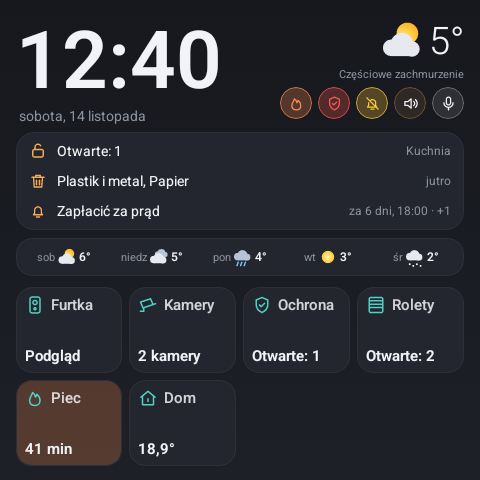 12:40
5°
Częściowe zachmurzenie
sobota, 14 listopada
Otwarte: 1 Kuchnia
Plastik i metal, Papier jutro
Zapłacić za prąd za 6 dni, 18:00 · +1
sob 6° niedz 5° pon 4° wt 3° śr 2°
Furtka Kamery Ochrona Rolety
Podgląd 2 kamery Otwarte: 1 Otwarte: 2
Piec Dom
41 min 18,9°